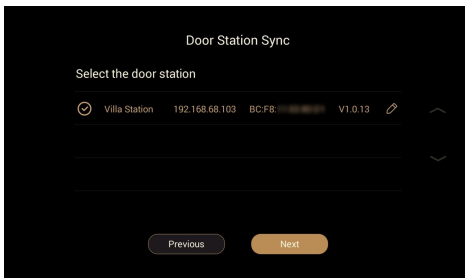 Door Station Sync
Select the door station
Villa Station 192.168.68.103 BC:F8: V1.0.13
Previous Next